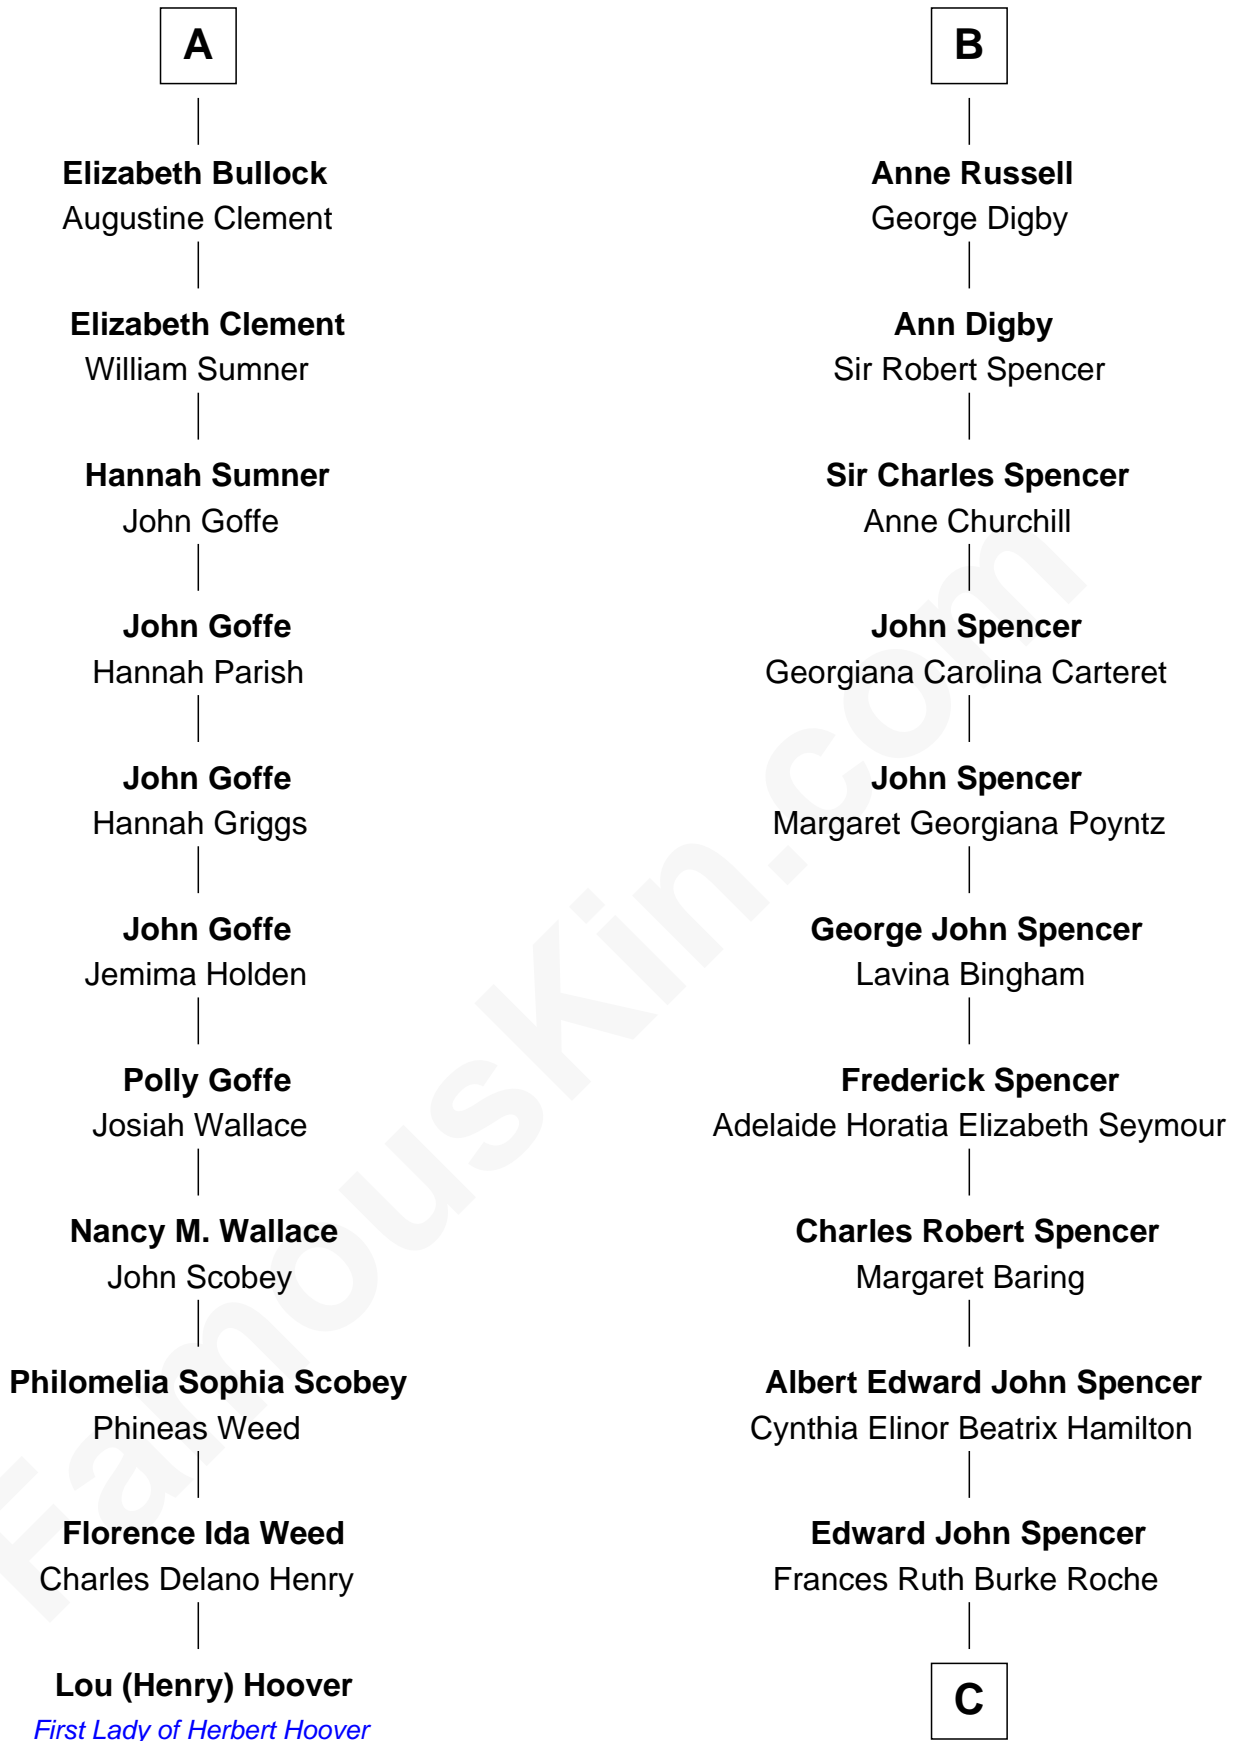 A
Elizabeth Bullock
Augustine Clement
Elizabeth Clement
William Sumner
Hannah Sumner
John Goffe
John Goffe
Hannah Parish
John Goffe
Hannah Griggs
John Goffe
Jemima Holden
Polly Goffe
Josiah Wallace
Nancy M. Wallace
John Scobey
Philomelia Sophia Scobey
Phineas Weed
Florence Ida Weed
Charles Delano Henry
Lou (Henry) Hoover
First Lady of Herbert Hoover
B
Anne Russell
George Digby
Ann Digby
Sir Robert Spencer
Sir Charles Spencer
Anne Churchill
John Spencer
Georgiana Carolina Carteret
John Spencer
Margaret Georgiana Poyntz
George John Spencer
Lavina Bingham
Frederick Spencer
Adelaide Horatia Elizabeth Seymour
Charles Robert Spencer
Margaret Baring
Albert Edward John Spencer
Cynthia Elinor Beatrix Hamilton
Edward John Spencer
Frances Ruth Burke Roche
C
FamousKin.com